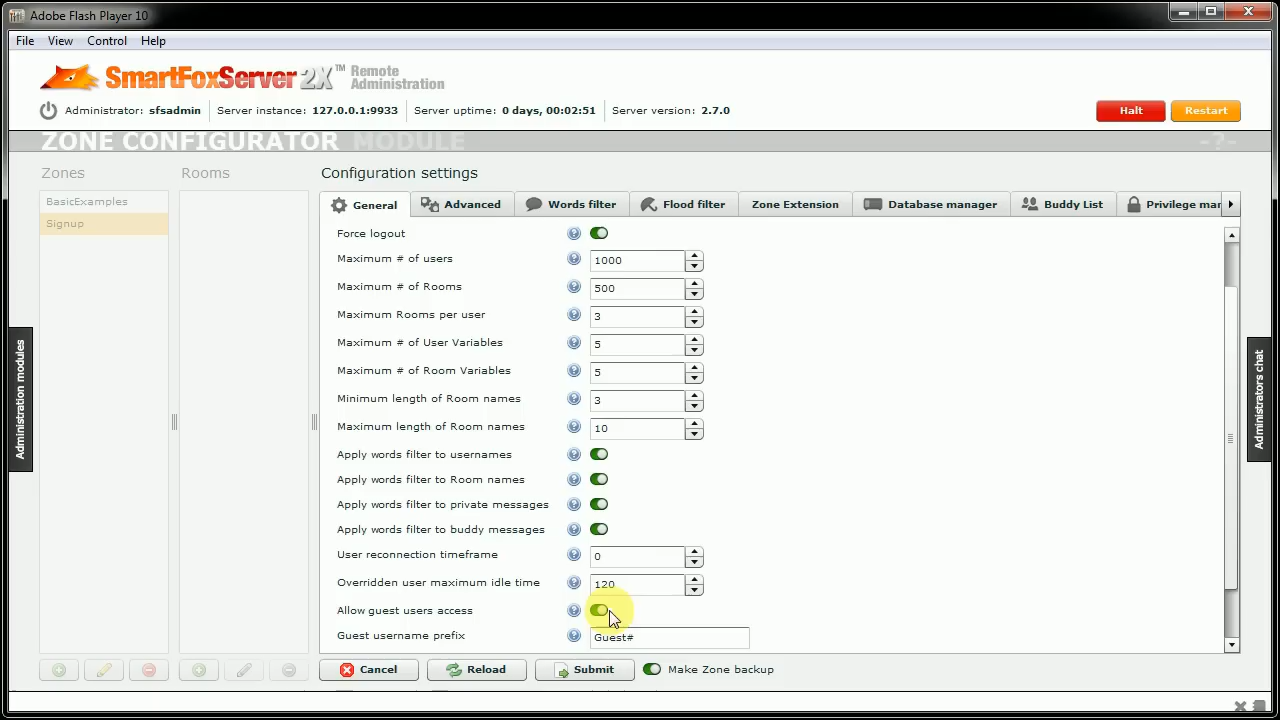 Adobe Flash Player 10
File View Control Help
SmartFoxServer 2X™ Remote Administration
Administrator: sfsadmin Server instance: 127.0.0.1:9933 Server uptime: 0 days, 00:02:51 Server version: 2.7.0
Halt Restart
ZONE CONFIGURATOR MODULE -?-
Zones Rooms Configuration settings
BasicExamples
Signup
General Advanced Words filter Flood filter Zone Extension Database manager Buddy List Privilege mar
Force logout
Maximum # of users 1000
Maximum # of Rooms 500
Maximum Rooms per user 3
Maximum # of User Variables 5
Maximum # of Room Variables 5
Minimum length of Room names 3
Maximum length of Room names 10
Apply words filter to usernames
Apply words filter to Room names
Apply words filter to private messages
Apply words filter to buddy messages
User reconnection timeframe 0
Overridden user maximum idle time 120
Allow guest users access
Guest username prefix Guest#
Cancel Reload Submit Make Zone backup
Administration modules
Administrators chat